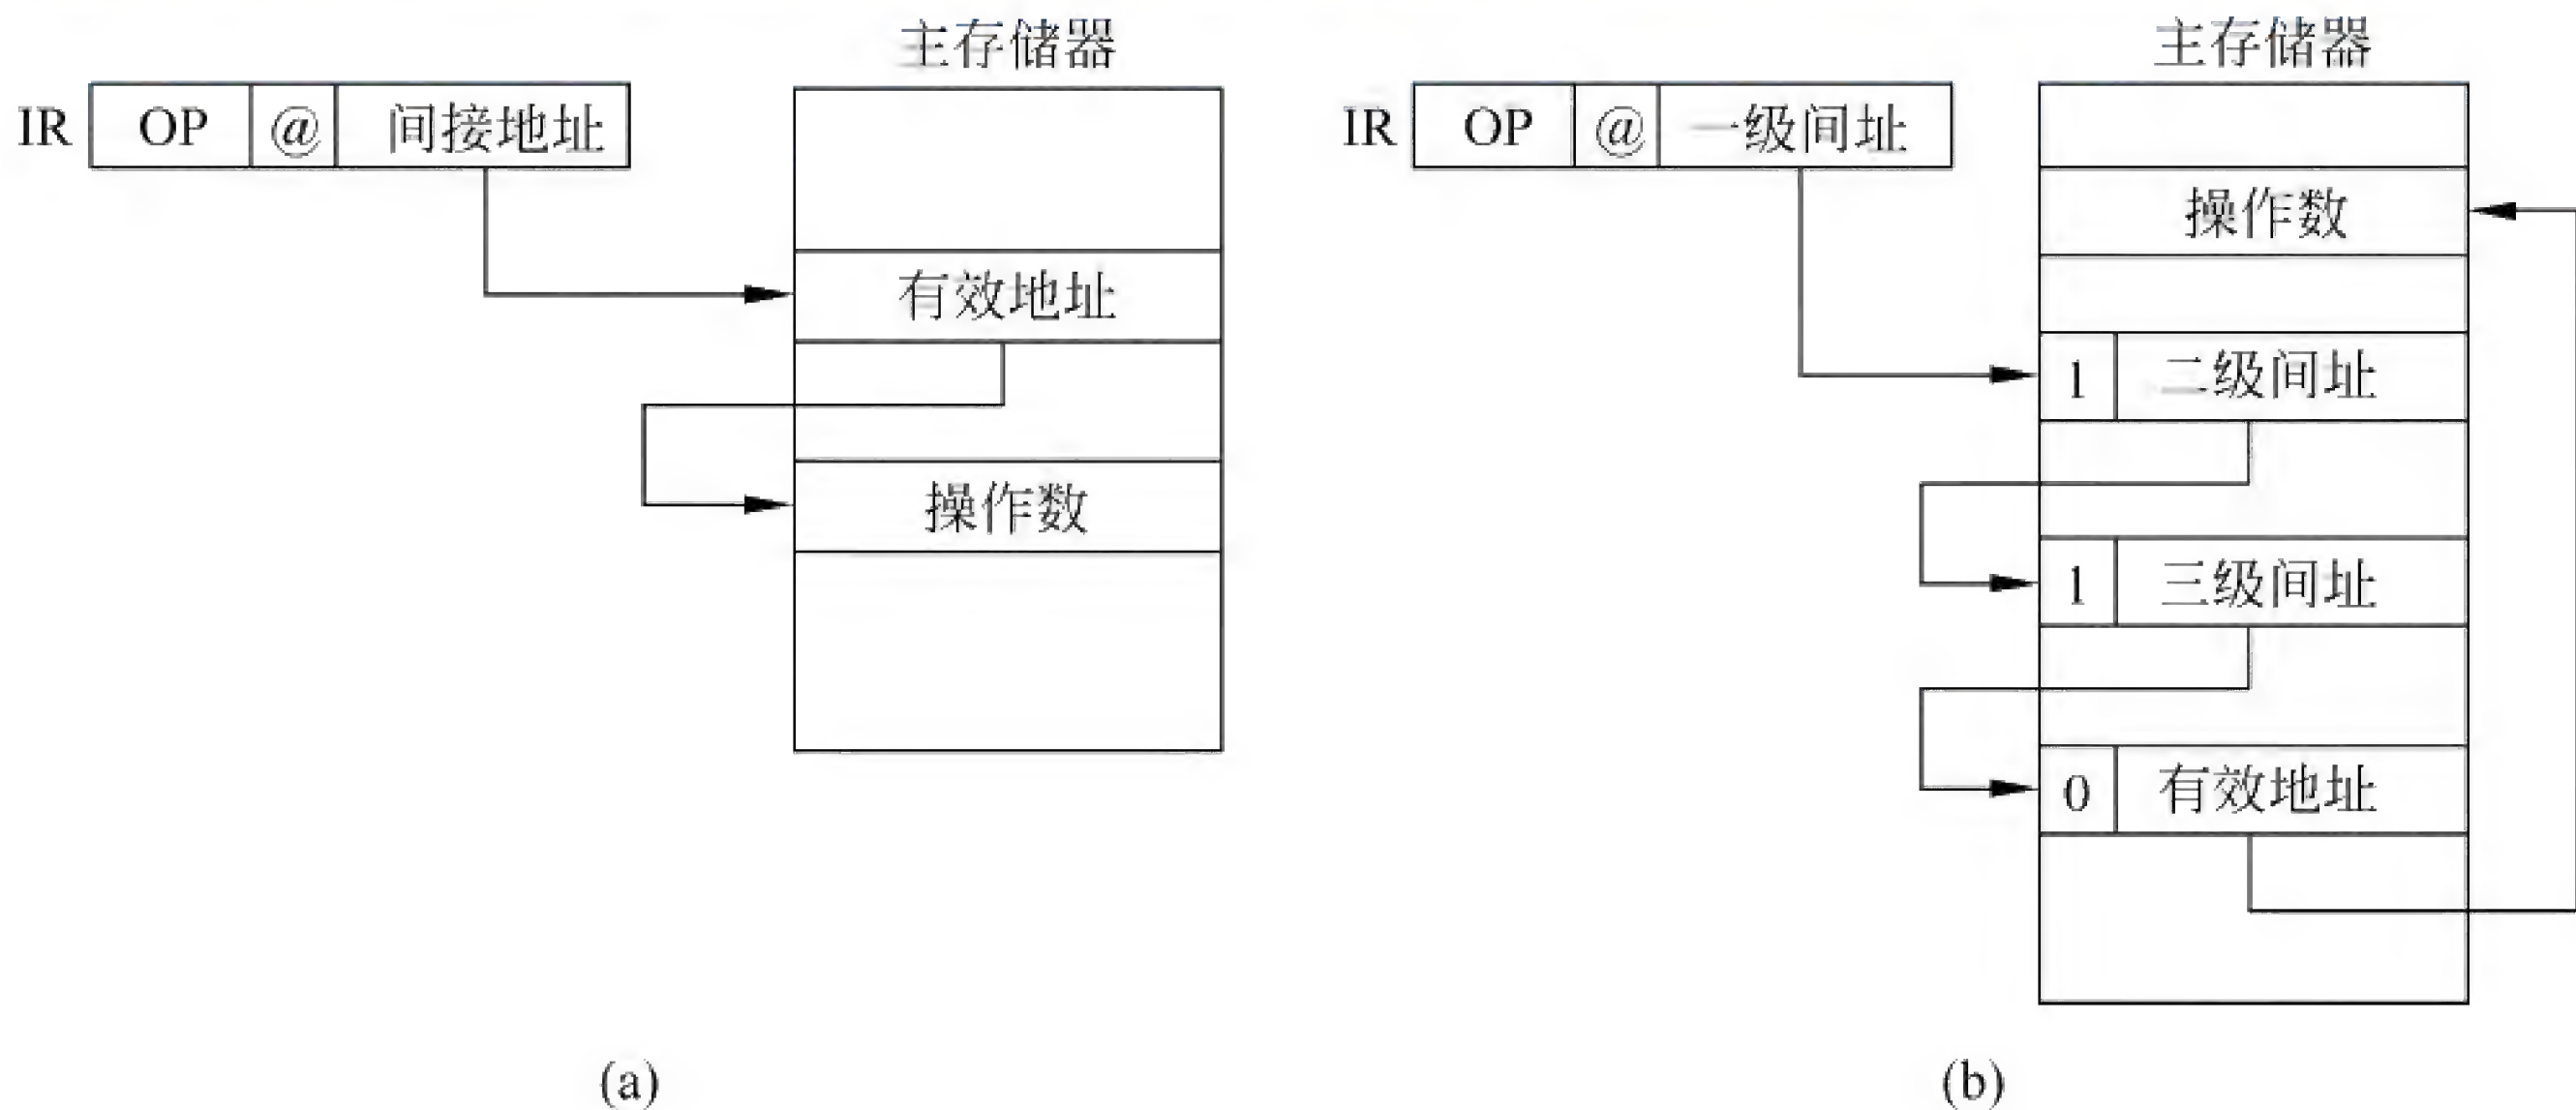 主存储器
IR OP @ 间接地址
有效地址
操作数
(a)
主存储器
IR OP @ 一级间址
操作数
1 二级间址
1 三级间址
0 有效地址
(b)